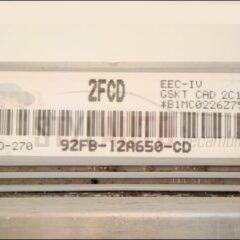 2FCD
EEC-IV
GSKT CAD 2C1
*B1MC0226Z75
D-270
92FB-12A650-CD